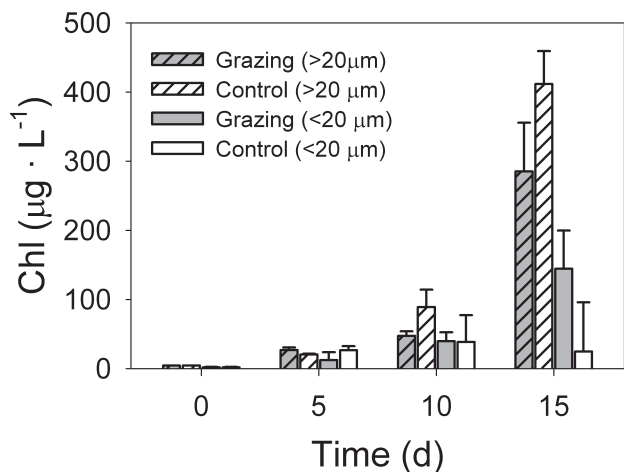 500
400
300
200
100
0
Chl (μg · L⁻¹)
Grazing (>20μm)
Control (>20 μm)
Grazing (<20 μm)
Control (<20 μm)
0 5 10 15
Time (d)